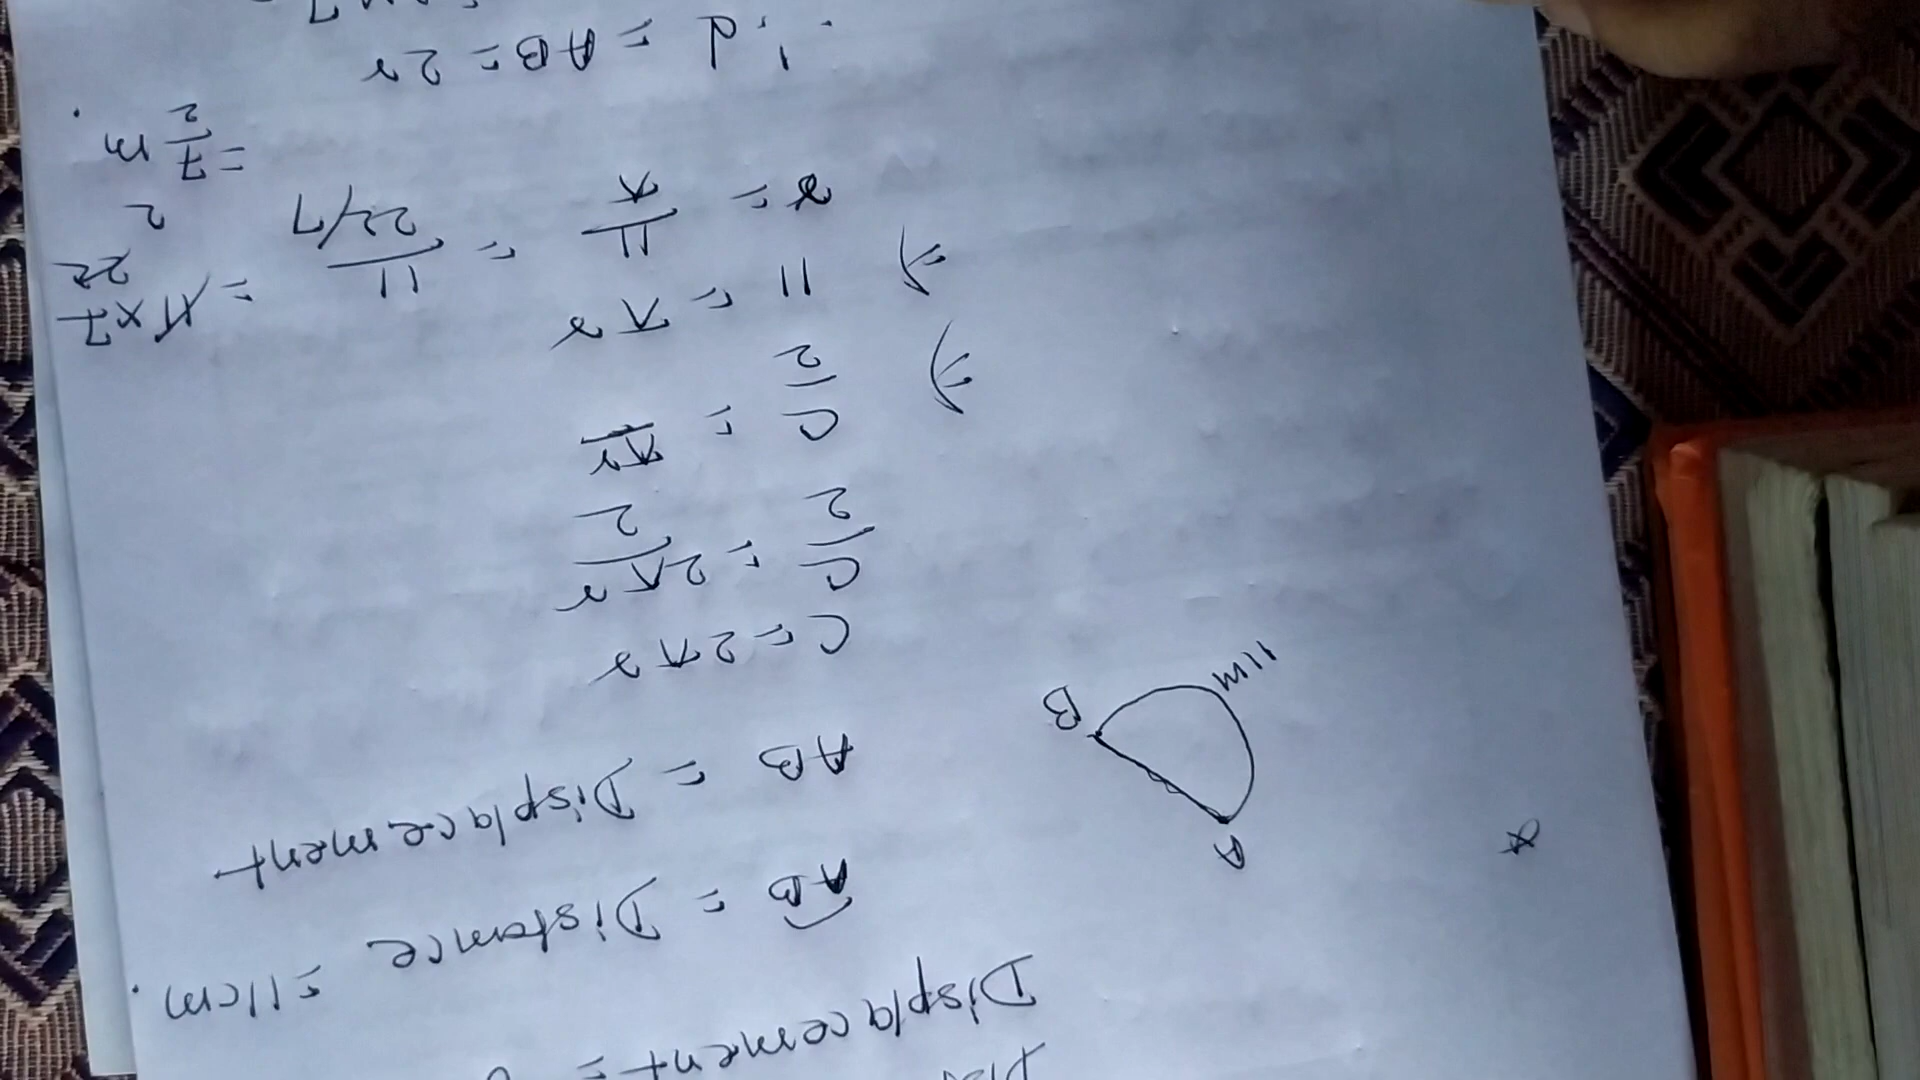 Displacement =
⌒AB = Distance = 11cm.
AB = Displacement
* A
B
11m
C = 2πr
C/2 = 2πr/2
C/2 = πr
⇒ 11 = πr
⇒ r = 11/π = 11/22/7 = 11×7/22 2
= 7/2 m.
∴ d = AB = 2r